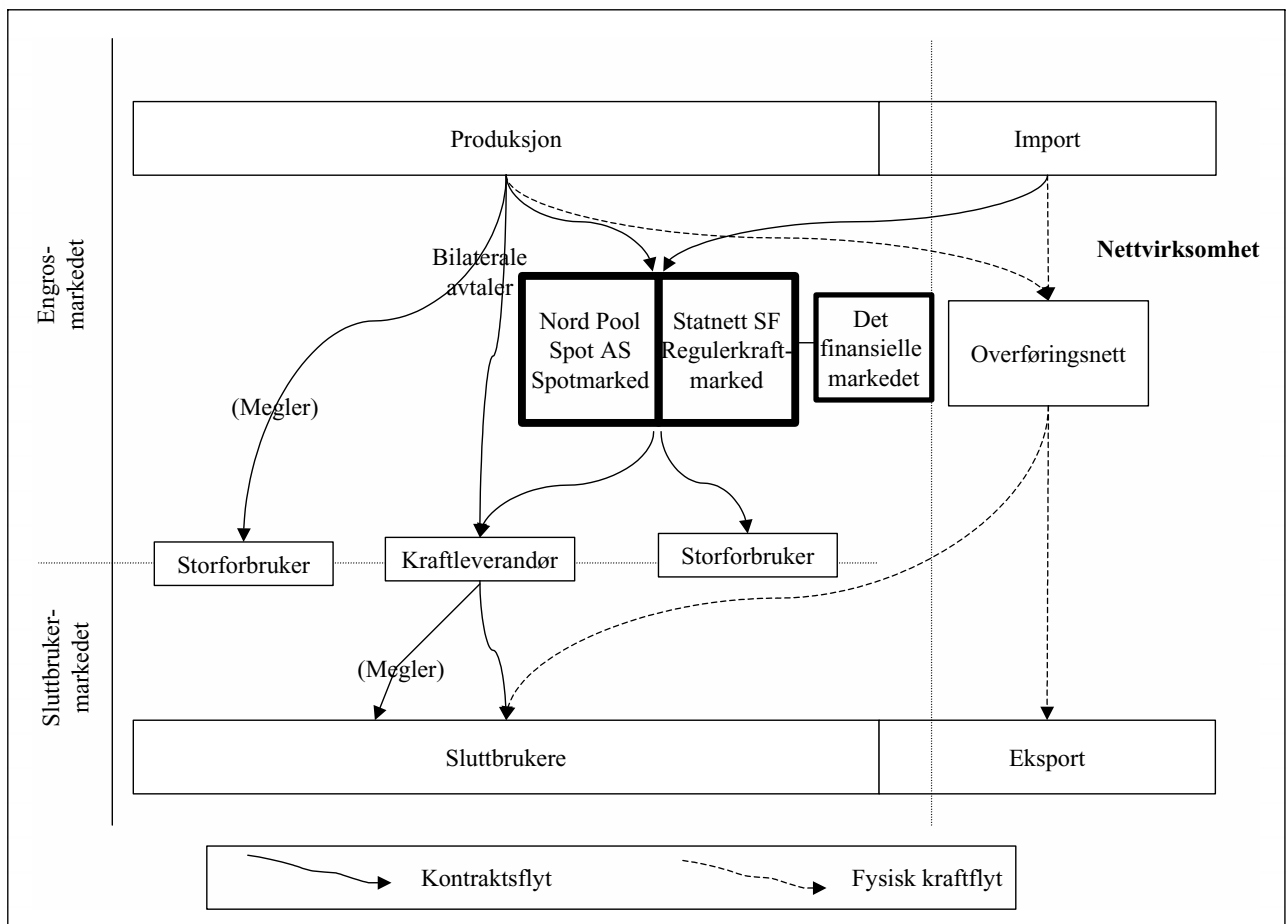 Produksjon
Import
Engros-
markedet
Bilaterale
avtaler
Nettvirksomhet
Nord Pool
Spot AS
Spotmarked
Statnett SF
Regulerkraft-
marked
Det
finansielle
markedet
Overføringsnett
(Megler)
Storforbruker
Kraftleverandør
Storforbruker
Sluttbruker-
markedet
(Megler)
Sluttbrukere
Eksport
Kontraktsflyt
Fysisk kraftflyt